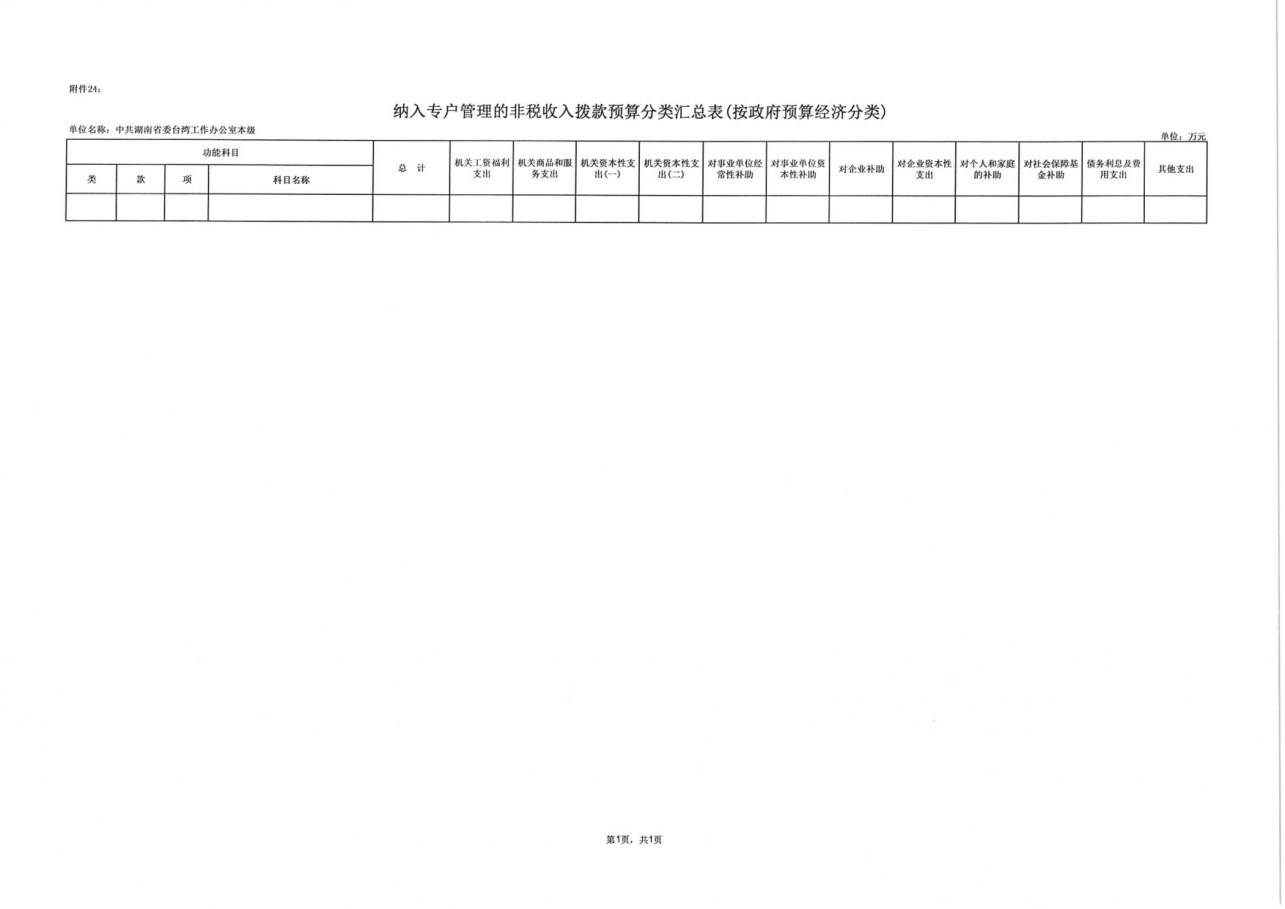 附件24：
纳入专户管理的非税收入拨款预算分类汇总表(按政府预算经济分类)
单位名称：中共湖南省委台湾工作办公室本级
单位：万元
功能科目
总 计
机关工资福利
支出
机关商品和服
务支出
机关资本性支
出(一)
机关资本性支
出(二)
对事业单位经
常性补助
对事业单位资
本性补助
对企业补助
对企业资本性
支出
对个人和家庭
的补助
对社会保障基
金补助
债务利息及费
用支出
其他支出
类
款
项
科目名称
第1页，共1页